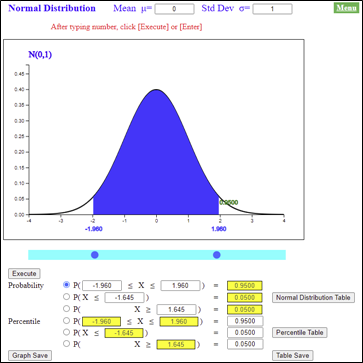 Normal Distribution Mean μ= 0 Std Dev σ= 1 Menu
After typing number, click [Execute] or [Enter]
N(0,1)
0.45
0.40
0.35
0.30
0.25
0.20
0.15
0.10
0.05
0.00
0.9500
-4 -3 -2 -1 0 1 2 3 4
-1.960 1.960
Execute
Probability P( -1.960 ≤ X ≤ 1.960 ) = 0.9500
P( X ≤ -1.645 ) = 0.0500 Normal Distribution Table
P( X ≥ 1.645 ) = 0.0500
Percentile P( -1.960 ≤ X ≤ 1.960 ) = 0.9500
P( X ≤ -1.645 ) = 0.0500 Percentile Table
P( X ≥ 1.645 ) = 0.0500
Graph Save Table Save